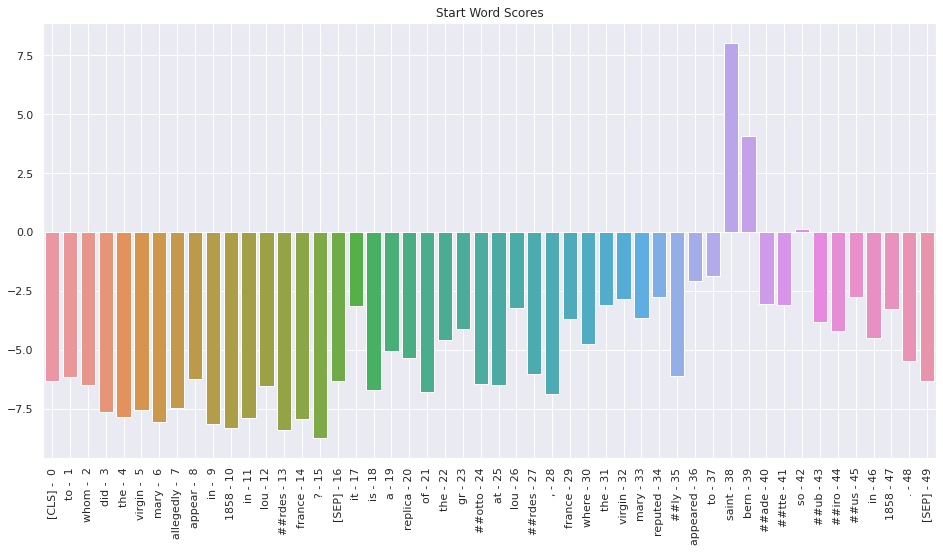 Start Word Scores
7.5
5.0
2.5
0.0
−2.5
−5.0
−7.5
[CLS] - 0
to - 1
whom - 2
did - 3
the - 4
virgin - 5
mary - 6
allegedly - 7
appear - 8
in - 9
1858 - 10
in - 11
lou - 12
##rdes - 13
france - 14
? - 15
[SEP] - 16
it - 17
is - 18
a - 19
replica - 20
of - 21
the - 22
gr - 23
##otto - 24
at - 25
lou - 26
##rdes - 27
, - 28
france - 29
where - 30
the - 31
virgin - 32
mary - 33
reputed - 34
##ly - 35
appeared - 36
to - 37
saint - 38
bern - 39
##ade - 40
##tte - 41
so - 42
##ub - 43
##iro - 44
##us - 45
in - 46
1858 - 47
. - 48
[SEP] - 49